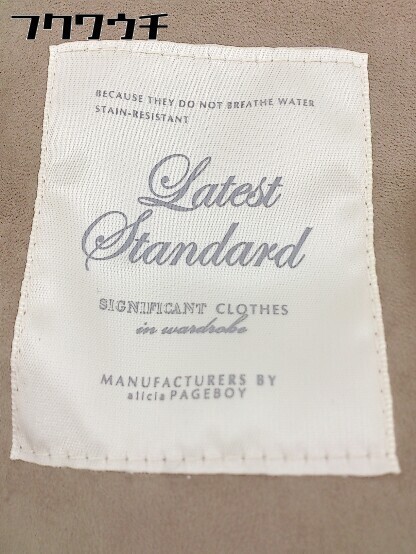 フクウクチ
BECAUSE THEY DO NOT BREATHE WATER
STAIN-RESISTANT
Latest
Standard
SIGNIFICANT CLOTHES
in wardrobe
MANUFACTURERS BY
alicia PAGEBOY